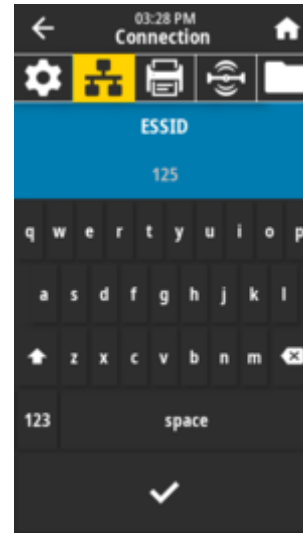 03:28 PM
Connection
ESSID
125
q w e r t y u i o p
a s d f g h j k l
z x c v b n m
123 space